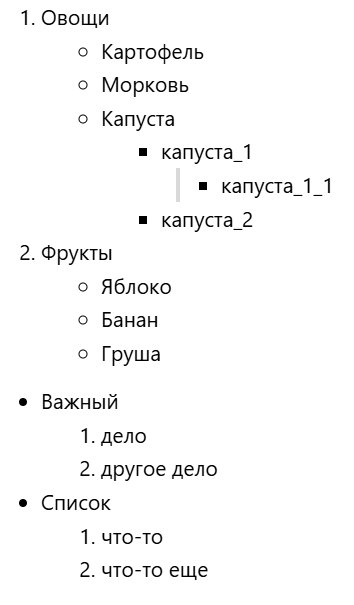 1. Овощи
○ Картофель
○ Морковь
○ Капуста
▪ капуста_1
▪ капуста_1_1
▪ капуста_2
2. Фрукты
○ Яблоко
○ Банан
○ Груша
• Важный
1. дело
2. другое дело
• Список
1. что-то
2. что-то еще